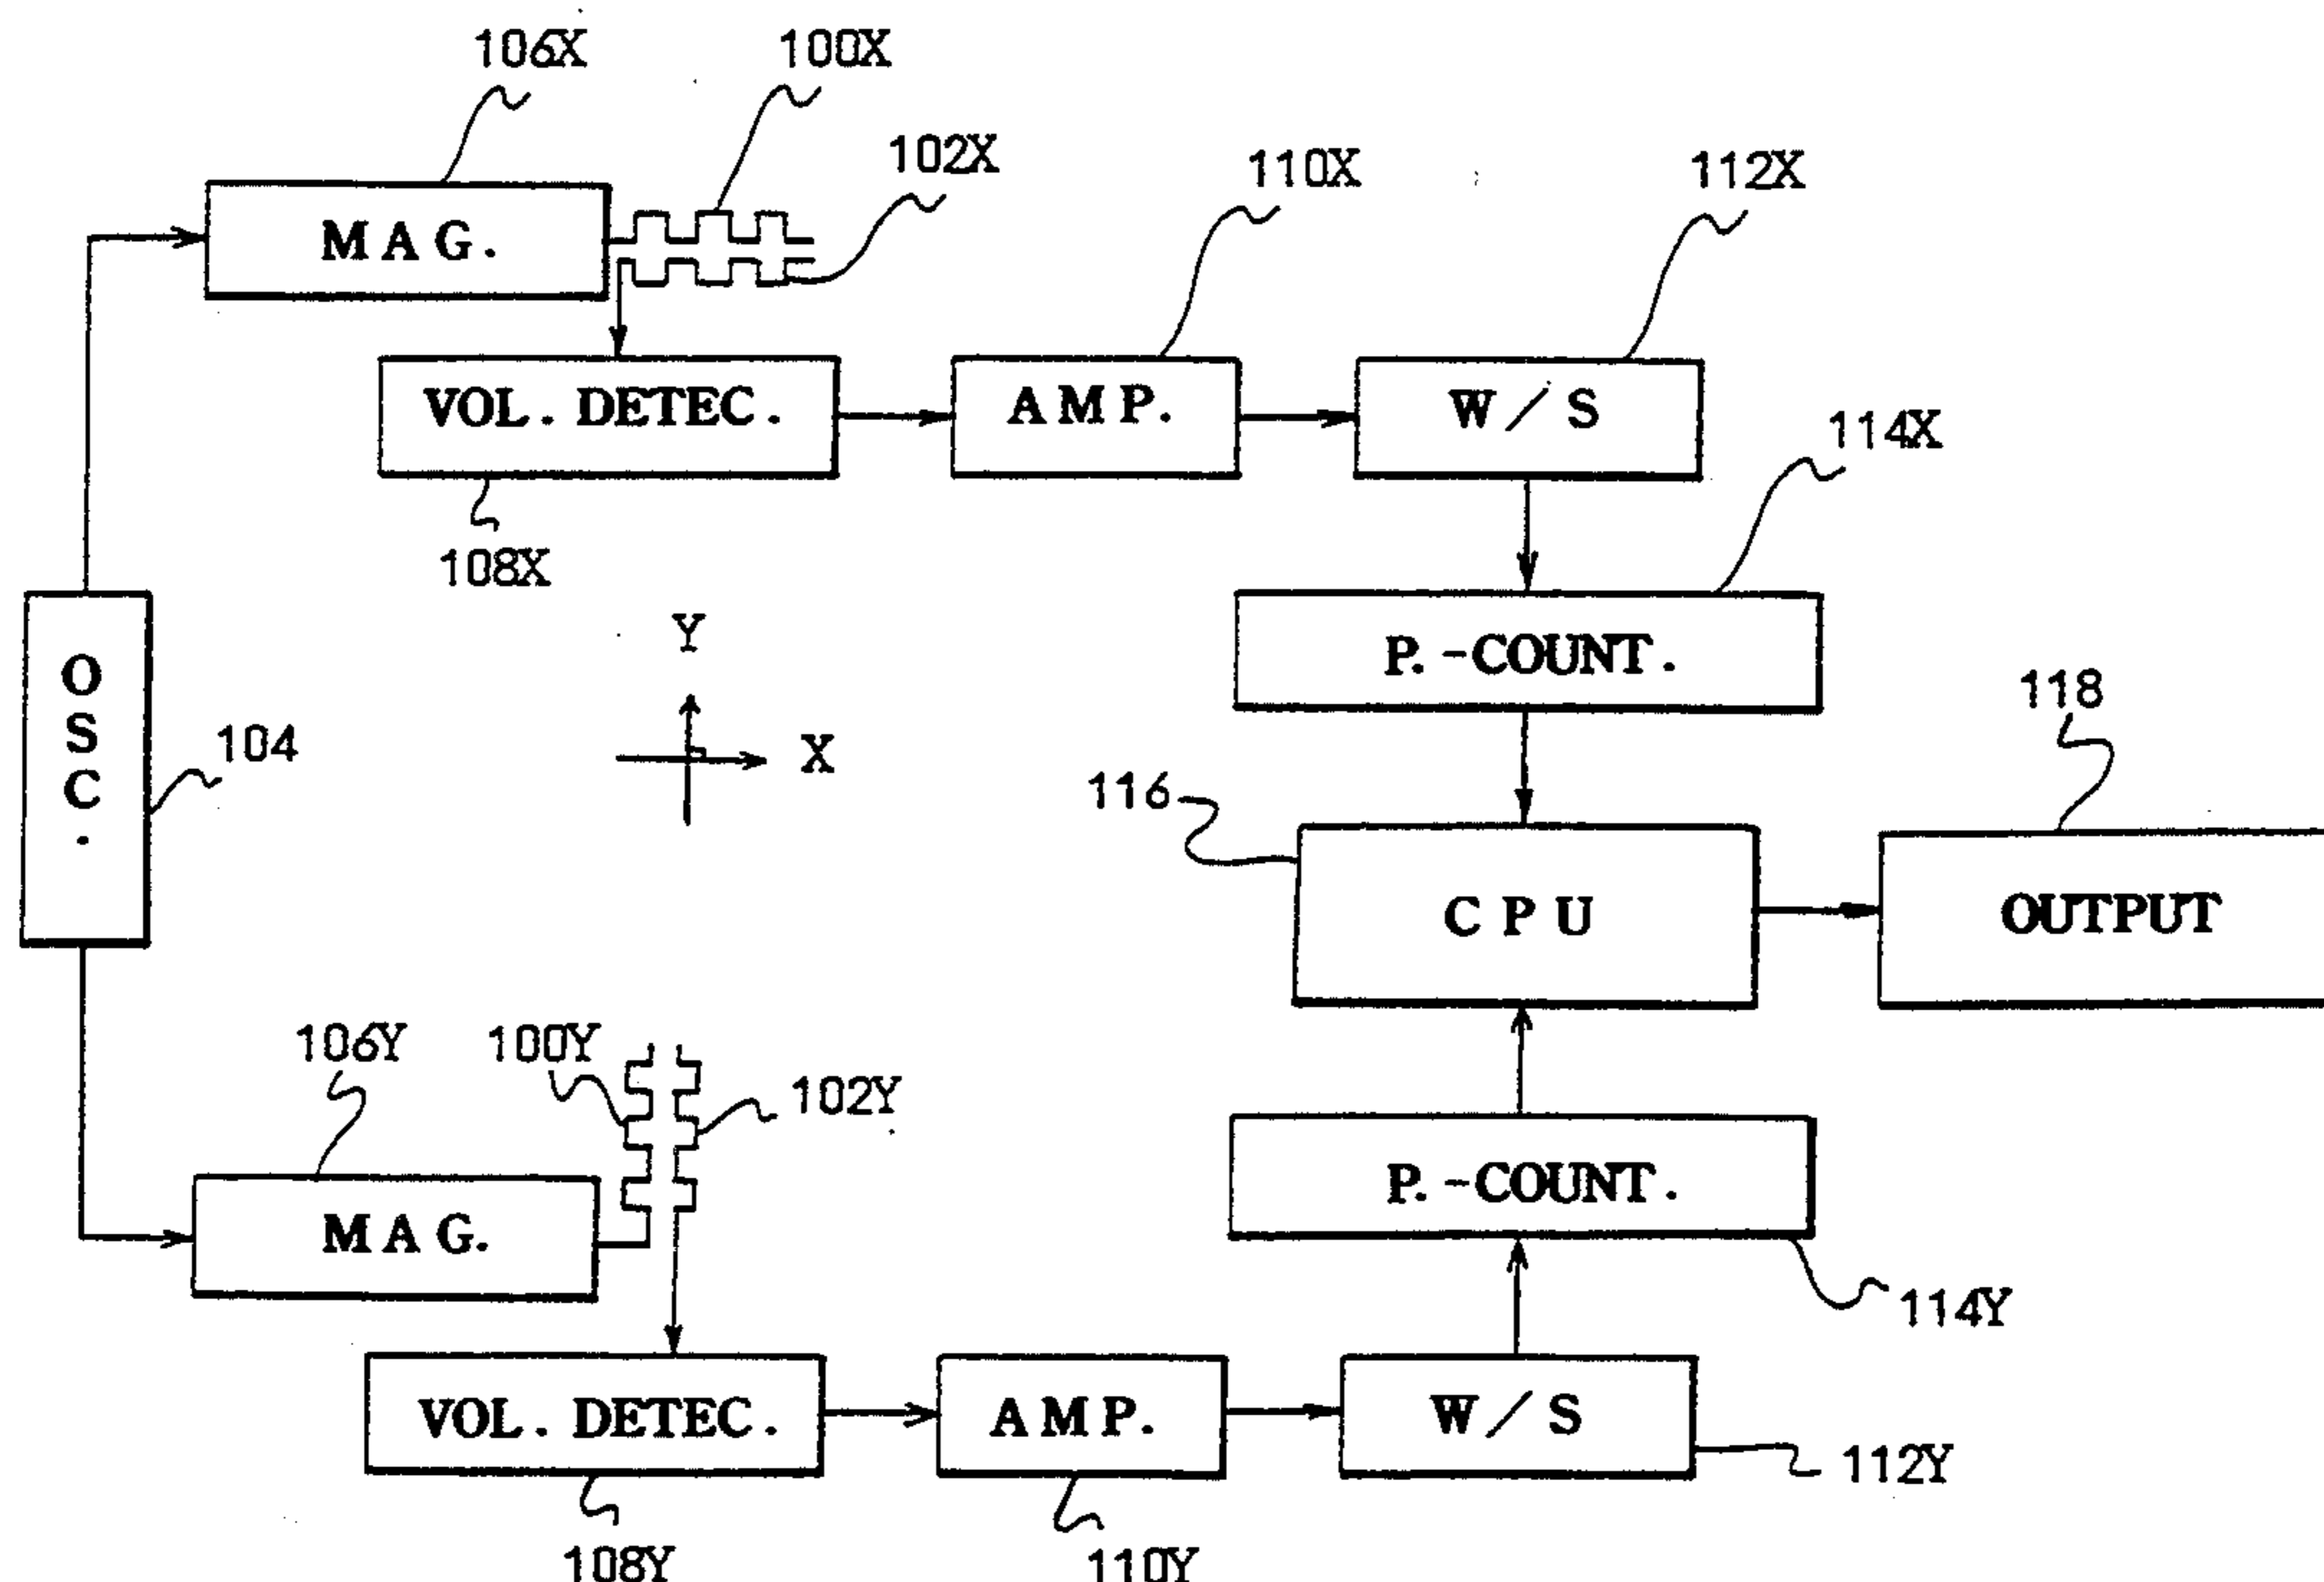 106X
100X
102X
110X
112X
MAG.
VOL. DETEC.
AMP.
W/S
114X
108X
P.-COUNT.
Y
X
OSC.
104
118
116
CPU
OUTPUT
106Y
100Y
102Y
P.-COUNT.
MAG.
114Y
VOL. DETEC.
AMP.
W/S
112Y
108Y
110Y